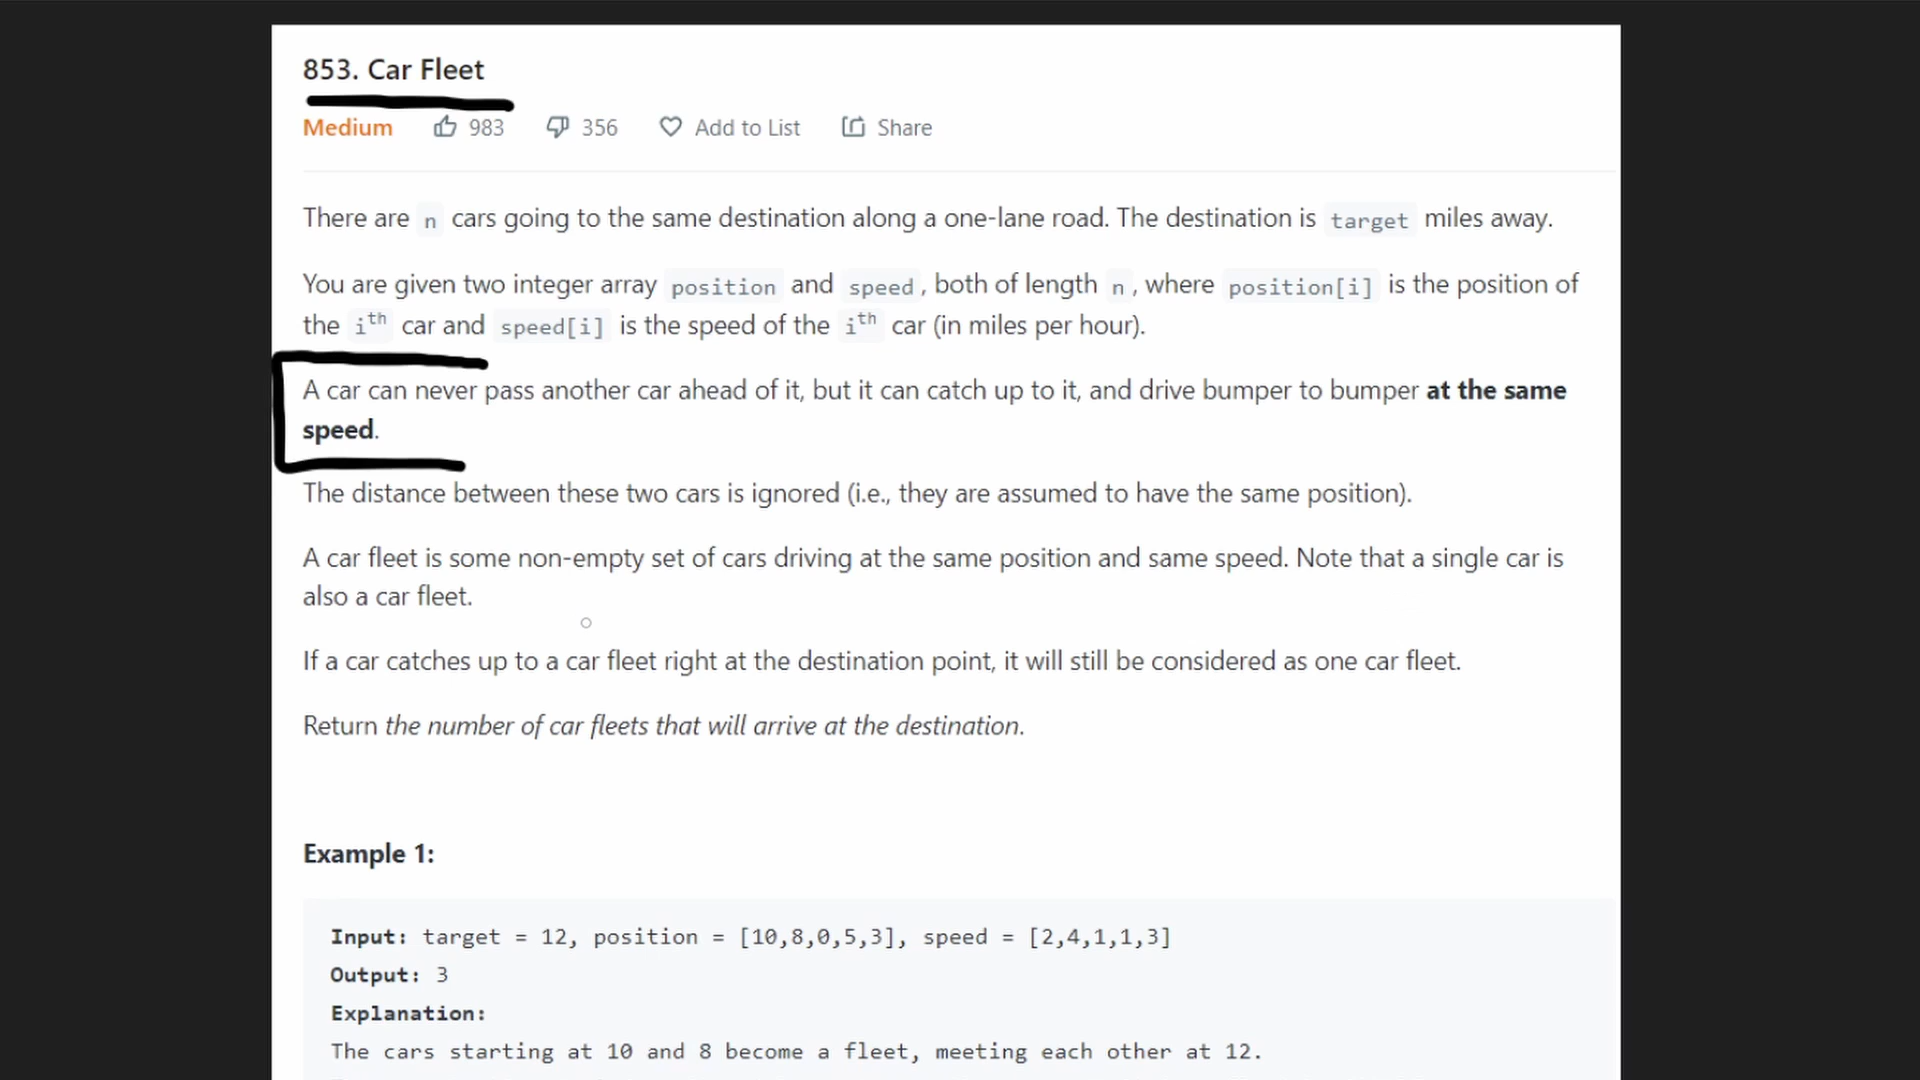 853. Car Fleet
Medium 983 356 Add to List Share
There are n cars going to the same destination along a one-lane road. The destination is target miles away.
You are given two integer array position and speed, both of length n, where position[i] is the position of
the ith car and speed[i] is the speed of the ith car (in miles per hour).
A car can never pass another car ahead of it, but it can catch up to it, and drive bumper to bumper at the same
speed.
The distance between these two cars is ignored (i.e., they are assumed to have the same position).
A car fleet is some non-empty set of cars driving at the same position and same speed. Note that a single car is
also a car fleet.
If a car catches up to a car fleet right at the destination point, it will still be considered as one car fleet.
Return the number of car fleets that will arrive at the destination.
Example 1:
Input: target = 12, position = [10,8,0,5,3], speed = [2,4,1,1,3]
Output: 3
Explanation:
The cars starting at 10 and 8 become a fleet, meeting each other at 12.